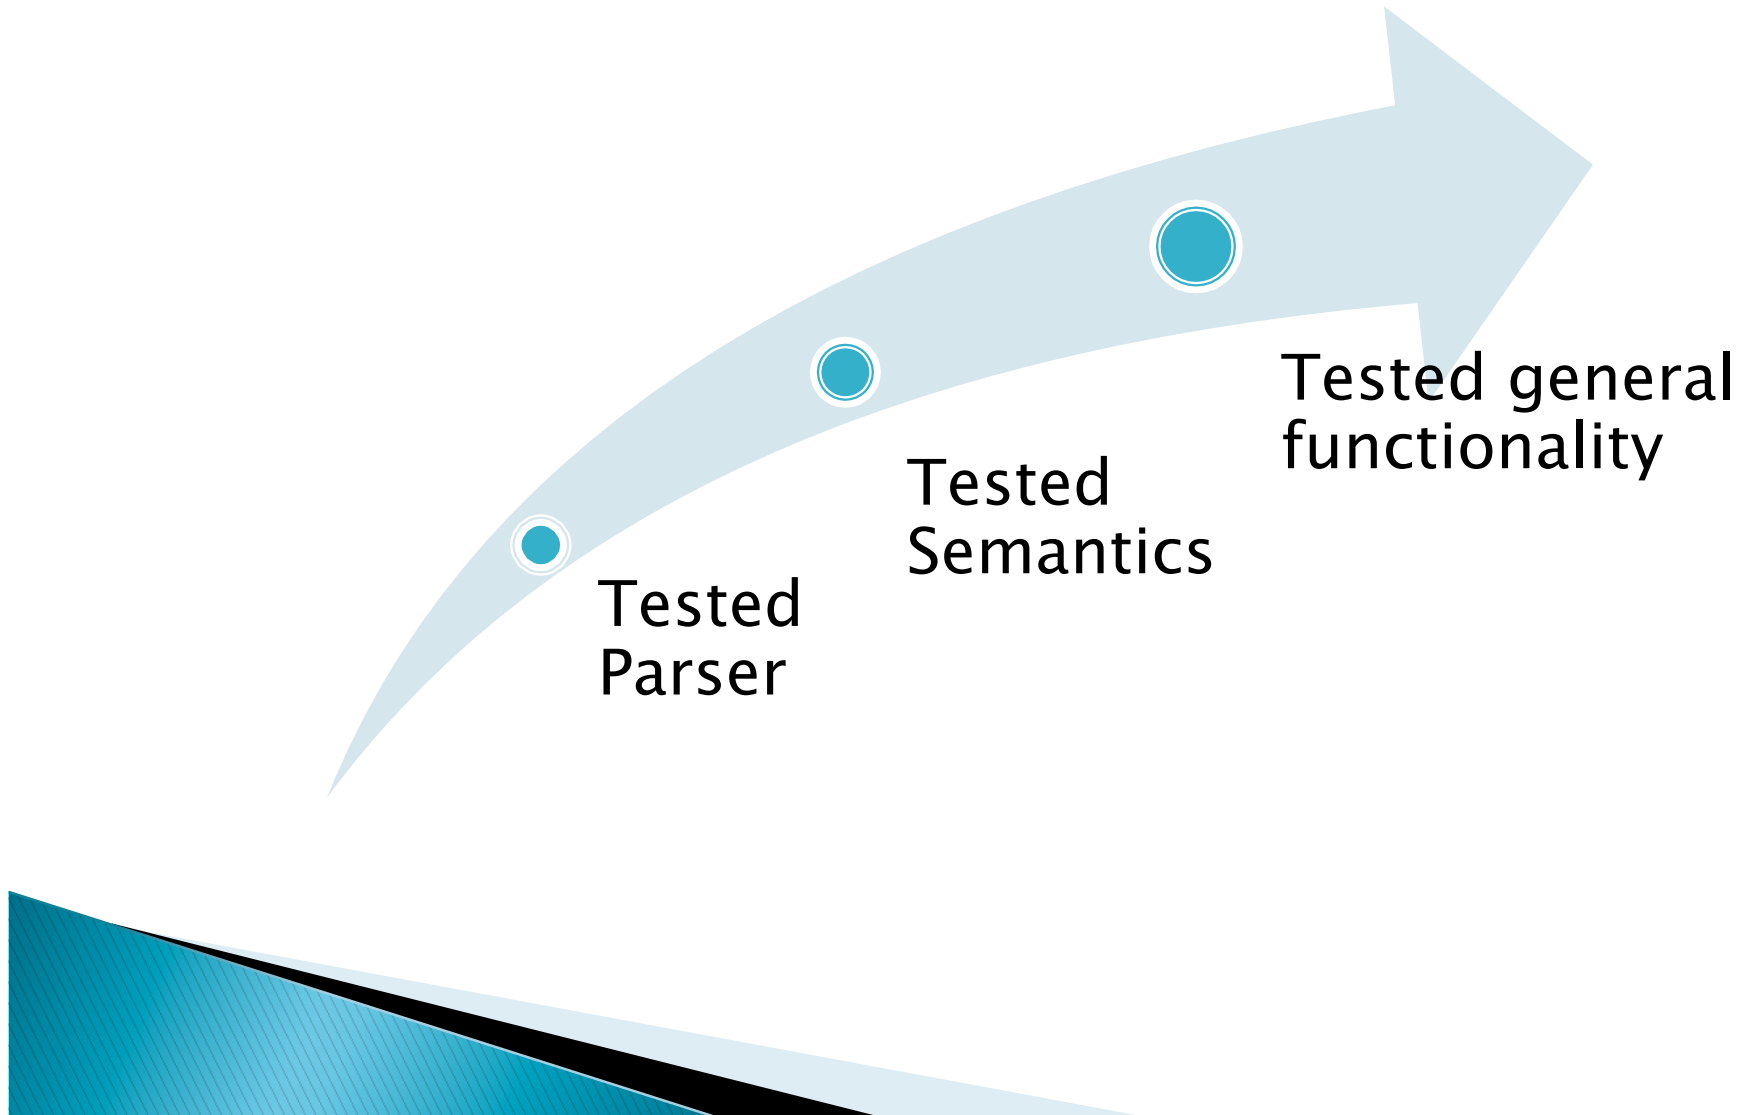 Tested
Parser
Tested
Semantics
Tested general
functionality